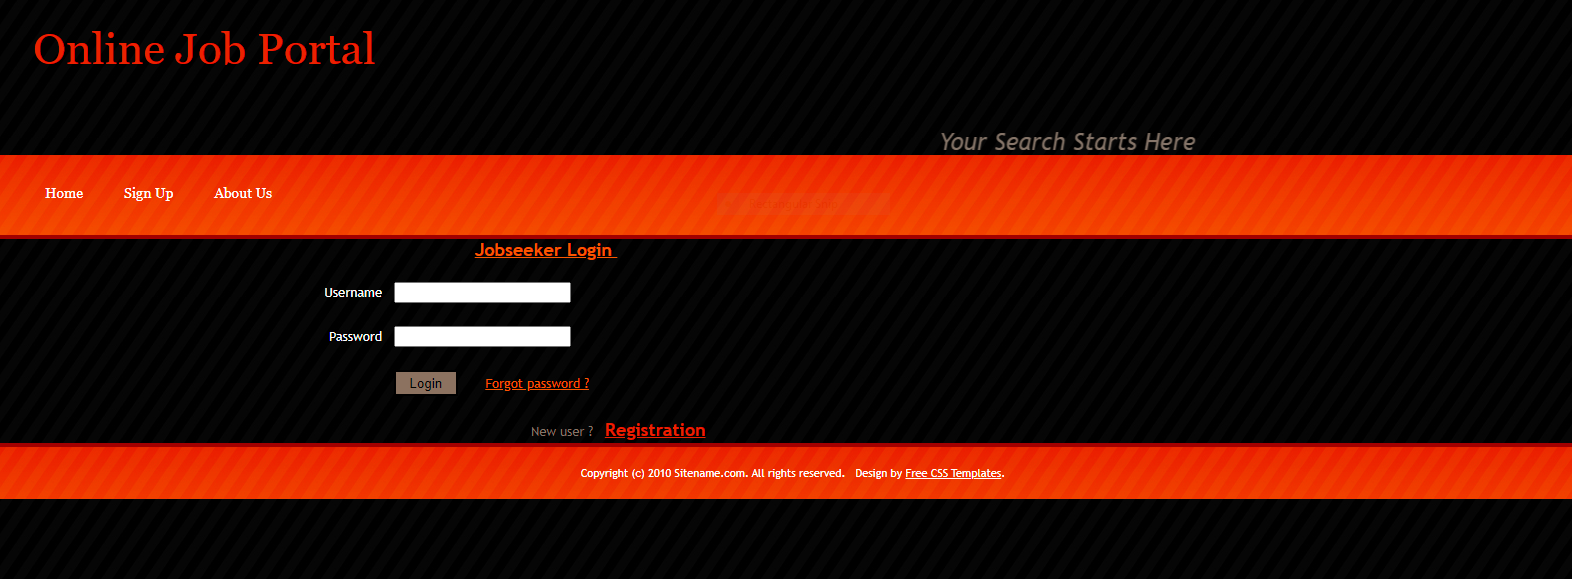 Online Job Portal
Your Search Starts Here
Home Sign Up About Us
Jobseeker Login
Username
Password
Login Forgot password ?
New user ? Registration
Copyright (c) 2010 Sitename.com. All rights reserved. Design by Free CSS Templates.